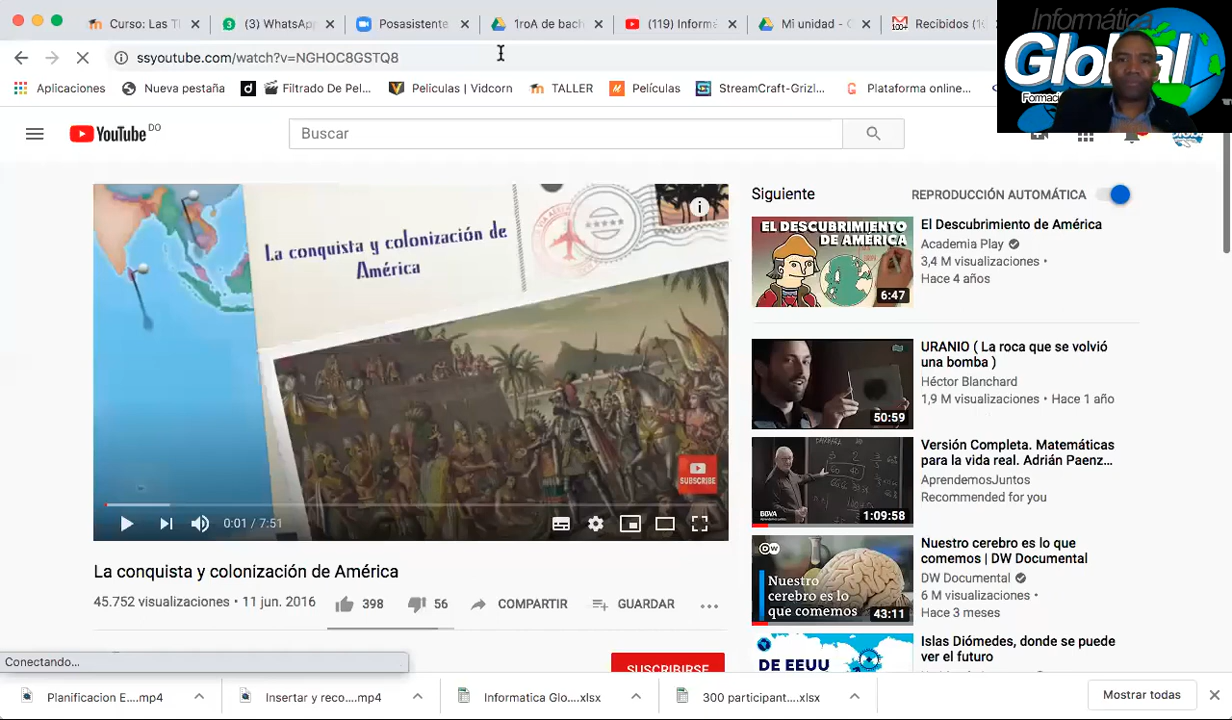 Curso: Las Tl
(3) WhatsApp
Posasistente
1roA de bach
(119) Informá
Mi unidad - G
Recibidos (1
Informática
Global
ssyoutube.com/watch?v=NGHOC8GSTQ8
Aplicaciones
Nueva pestaña
Filtrado De Pel...
Peliculas | Vidcorn
TALLER
Películas
StreamCraft-Grizl...
Plataforma online...
YouTube DO
Buscar
La conquista y colonización de
América
SUBSCRIBE
0:01 / 7:51
La conquista y colonización de América
45.752 visualizaciones • 11 jun. 2016
398
56
COMPARTIR
GUARDAR
SUSCRIBIRSE
Siguiente
REPRODUCCIÓN AUTOMÁTICA
EL DESCUBRIMIENTO
DE AMÉRICA
6:47
El Descubrimiento de América
Academia Play
3,4 M visualizaciones •
Hace 4 años
50:59
URANIO ( La roca que se volvió
una bomba )
Héctor Blanchard
1,9 M visualizaciones • Hace 1 año
BBVA
1:09:58
Versión Completa. Matemáticas
para la vida real. Adrián Paenz...
AprendemosJuntos
Recommended for you
DW
Nuestro
cerebro es lo
que comemos
43:11
Nuestro cerebro es lo que
comemos | DW Documental
DW Documental
6 M visualizaciones •
Hace 3 meses
DE EEUU
Islas Diómedes, donde se puede
ver el futuro
Conectando...
Planificacion E....mp4
Insertar y reco....mp4
Informatica Glo....xlsx
300 participant....xlsx
Mostrar todas